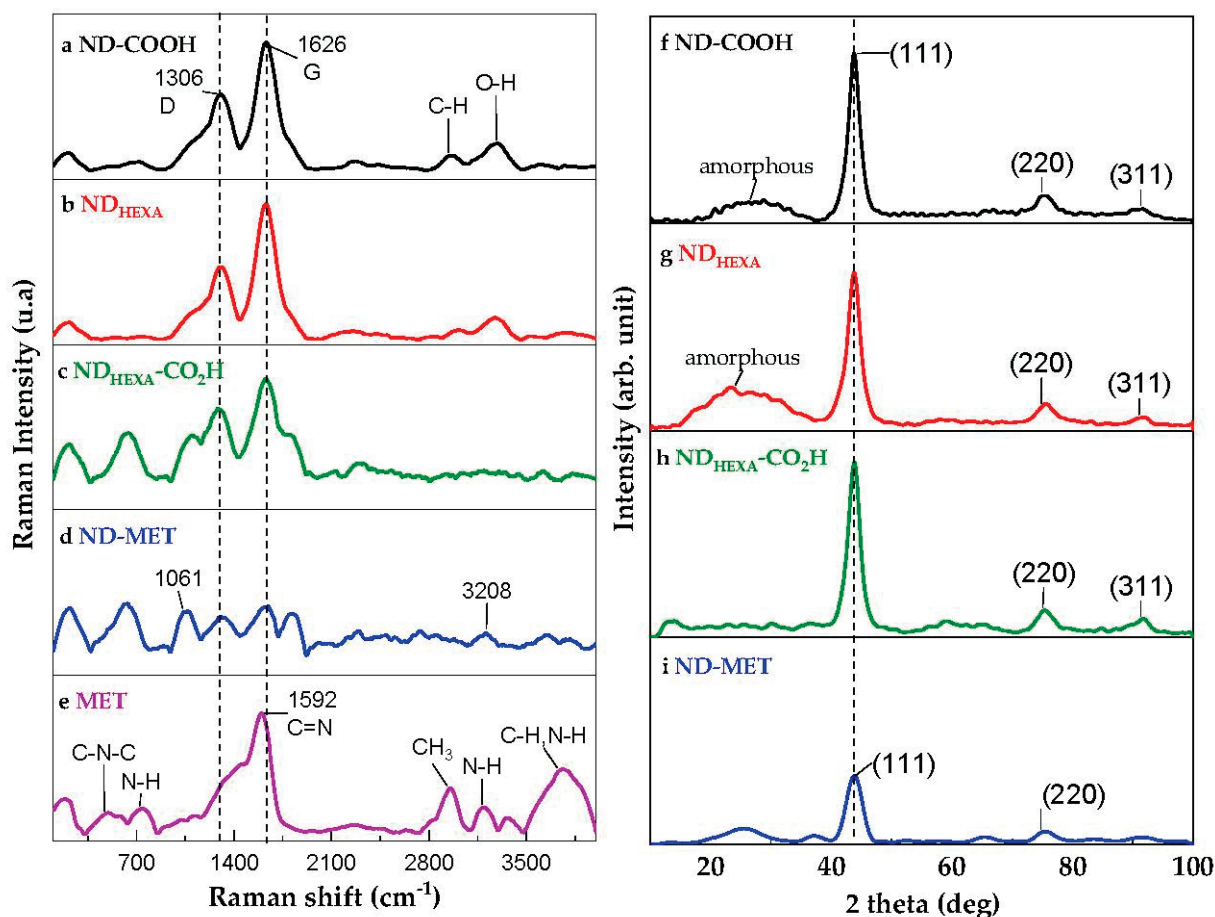 a ND-COOH
1306
D
1626
G
C-H
O-H
b NDHEXA
c NDHEXA-CO2H
d ND-MET
1061
3208
e MET
C-N-C
N-H
1592
C=N
CH3
N-H
C-H,N-H
700 1400 2100 2800 3500
Raman shift (cm-1)
Raman Intensity (u.a)
f ND-COOH
(111)
amorphous
(220)
(311)
g NDHEXA
amorphous
(220)
(311)
h NDHEXA-CO2H
(220)
(311)
i ND-MET
(111)
(220)
20 40 60 80 100
2 theta (deg)
Intensity (arb. unit)